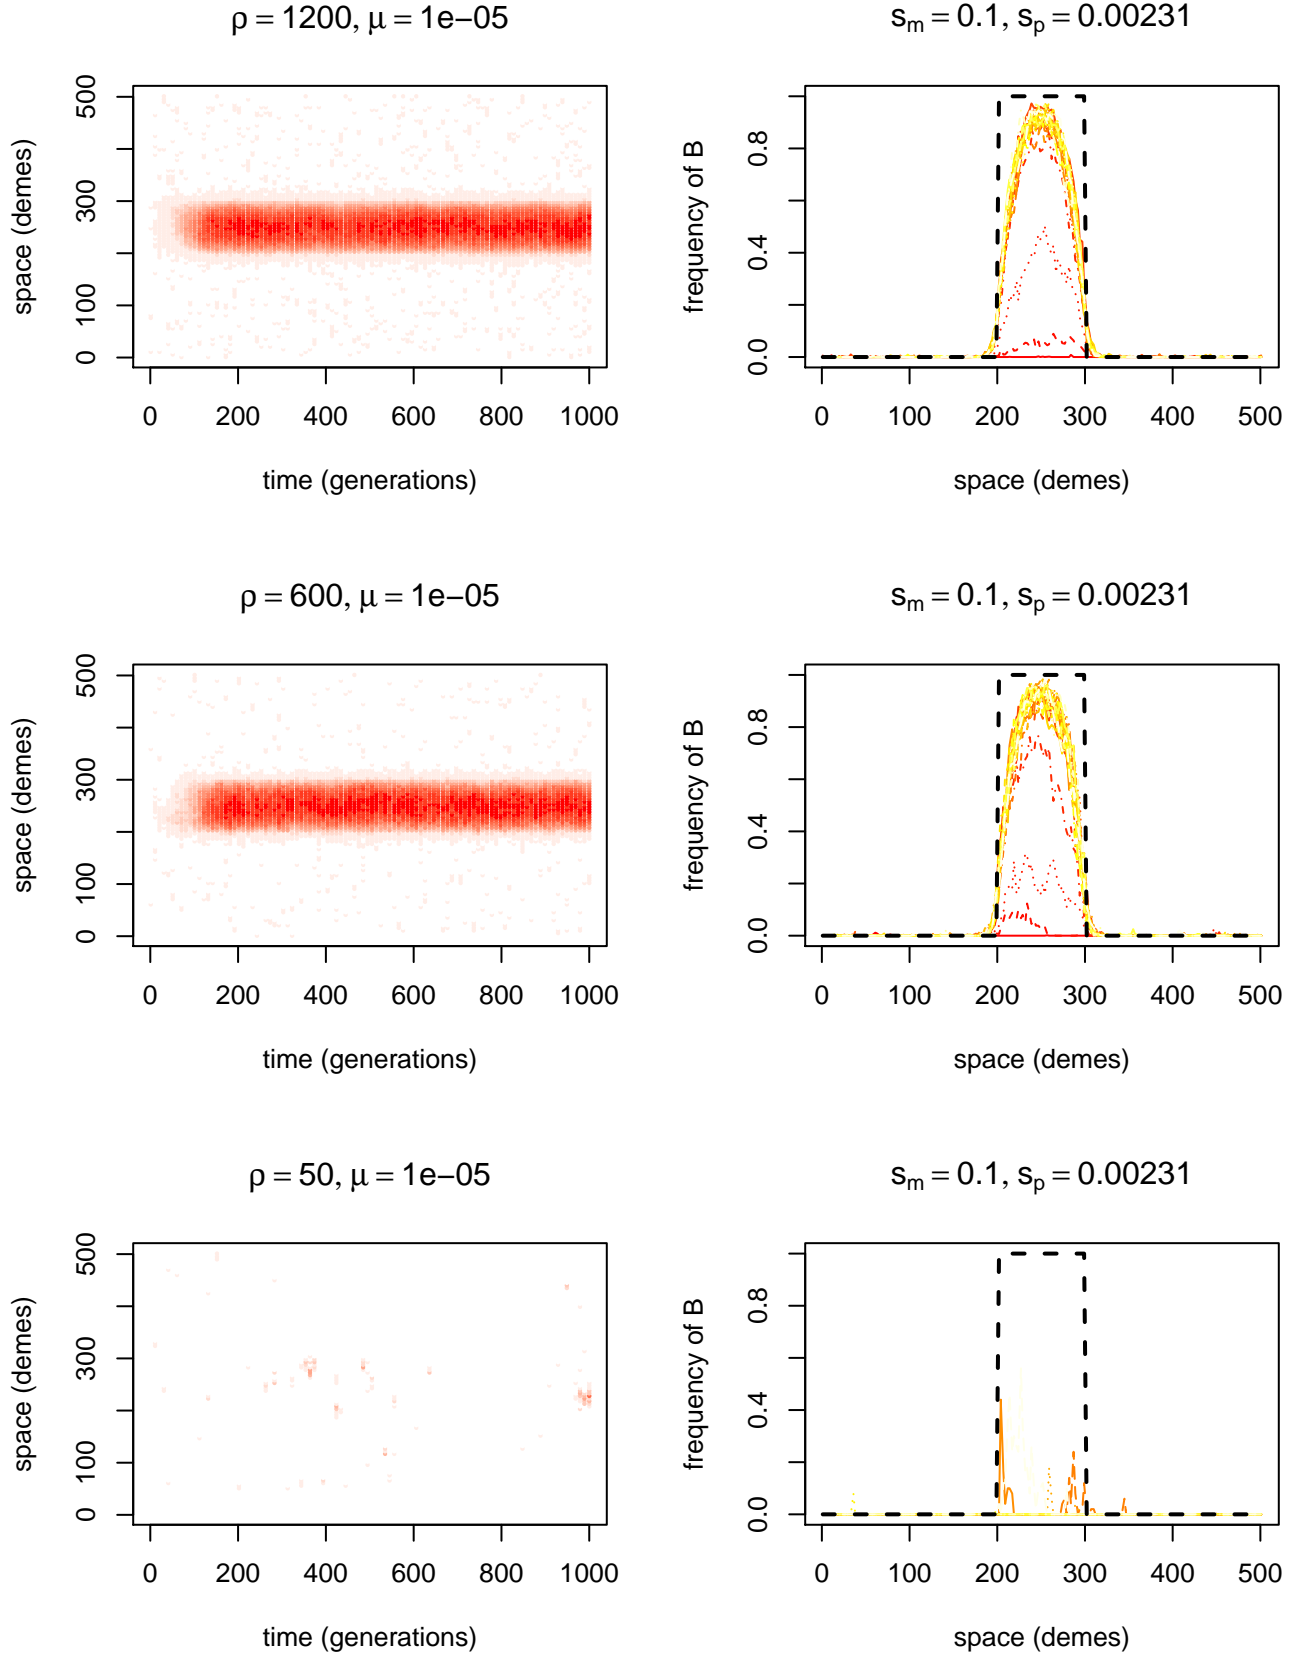 ρ = 1200, μ = 1e−05
space (demes)
0 100 300 500
0 200 400 600 800 1000
time (generations)
s_m = 0.1, s_p = 0.00231
frequency of B
0.0 0.4 0.8
0 100 200 300 400 500
space (demes)
ρ = 600, μ = 1e−05
space (demes)
0 100 300 500
0 200 400 600 800 1000
time (generations)
s_m = 0.1, s_p = 0.00231
frequency of B
0.0 0.4 0.8
0 100 200 300 400 500
space (demes)
ρ = 50, μ = 1e−05
space (demes)
0 100 300 500
0 200 400 600 800 1000
time (generations)
s_m = 0.1, s_p = 0.00231
frequency of B
0.0 0.4 0.8
0 100 200 300 400 500
space (demes)